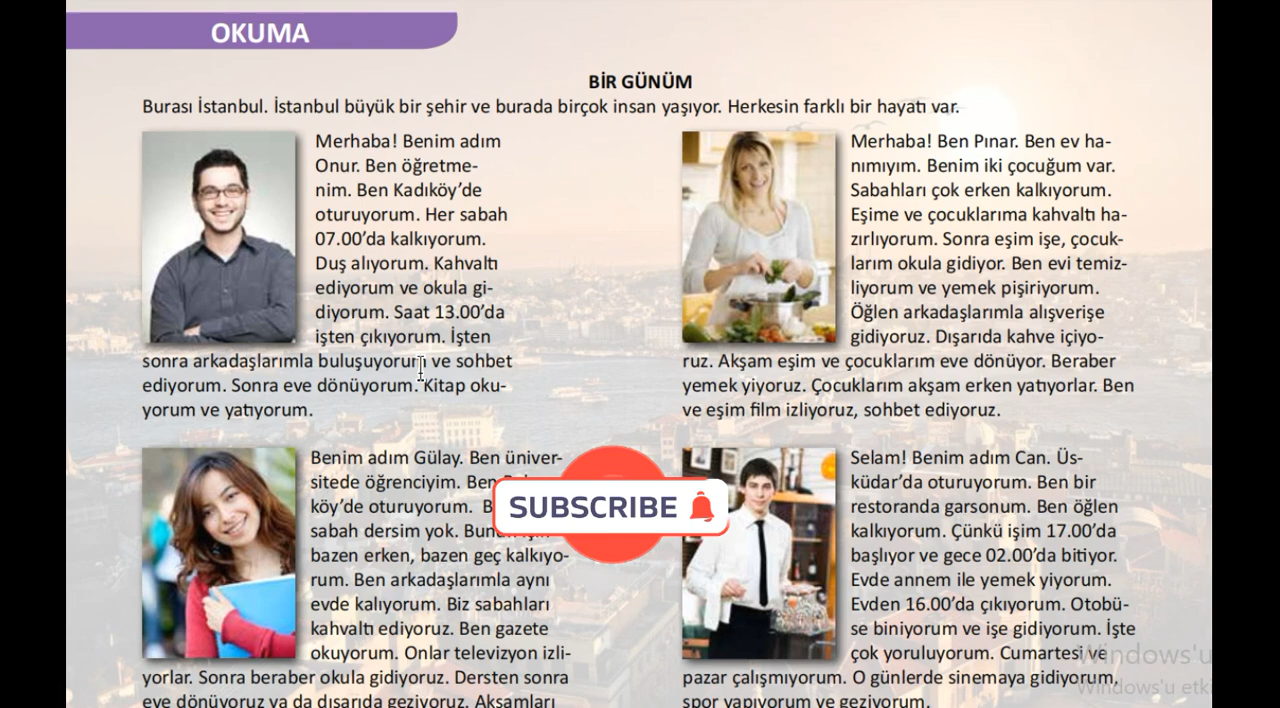 OKUMA
BİR GÜNÜM
Burası İstanbul. İstanbul büyük bir şehir ve burada birçok insan yaşıyor. Herkesin farklı bir hayatı var.
Merhaba! Benim adım
Onur. Ben öğretme-
nim. Ben Kadıköy'de
oturuyorum. Her sabah
07.00'da kalkıyorum.
Duş alıyorum. Kahvaltı
ediyorum ve okula gi-
diyorum. Saat 13.00'da
işten çıkıyorum. İşten
sonra arkadaşlarımla buluşuyorum ve sohbet
ediyorum. Sonra eve dönüyorum. Kitap oku-
yorum ve yatıyorum.
Merhaba! Ben Pınar. Ben ev ha-
nımıyım. Benim iki çocuğum var.
Sabahları çok erken kalkıyorum.
Eşime ve çocuklarıma kahvaltı ha-
zırlıyorum. Sonra eşim işe, çocuk-
larım okula gidiyor. Ben evi temiz-
liyorum ve yemek pişiriyorum.
Öğlen arkadaşlarımla alışverişe
gidiyoruz. Dışarıda kahve içiyo-
ruz. Akşam eşim ve çocuklarım eve dönüyor. Beraber
yemek yiyoruz. Çocuklarım akşam erken yatıyorlar. Ben
ve eşim film izliyoruz, sohbet ediyoruz.
Benim adım Gülay. Ben üniver-
sitede öğrenciyim. Ben
köy'de oturuyorum.
sabah dersim yok.
bazen erken, bazen geç kalkıyo-
rum. Ben arkadaşlarımla aynı
evde kalıyorum. Biz sabahları
kahvaltı ediyoruz. Ben gazete
okuyorum. Onlar televizyon izli-
yorlar. Sonra beraber okula gidiyoruz. Dersten sonra
eve dönüyoruz ya da dışarıda geziyoruz. Akşamları
SUBSCRIBE
Selam! Benim adım Can. Üs-
küdar'da oturuyorum. Ben bir
restoranda garsonum. Ben öğlen
kalkıyorum. Çünkü işim 17.00'da
başlıyor ve gece 02.00'da bitiyor.
Evde annem ile yemek yiyorum.
Evden 16.00'da çıkıyorum. Otobü-
se biniyorum ve işe gidiyorum. İşte
çok yoruluyorum. Cumartesi ve
pazar çalışmıyorum. O günlerde sinemaya gidiyorum,
spor yapıyorum ve geziyorum.
Windows'u
Windows'u etki